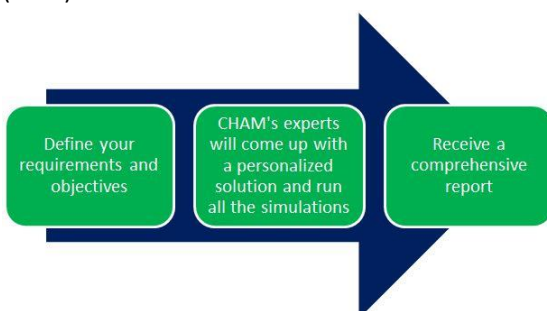 Define your
requirements and
objectives
CHAM's experts
will come up with
a personalized
solution and run
all the simulations
Receive a
comprehensive
report